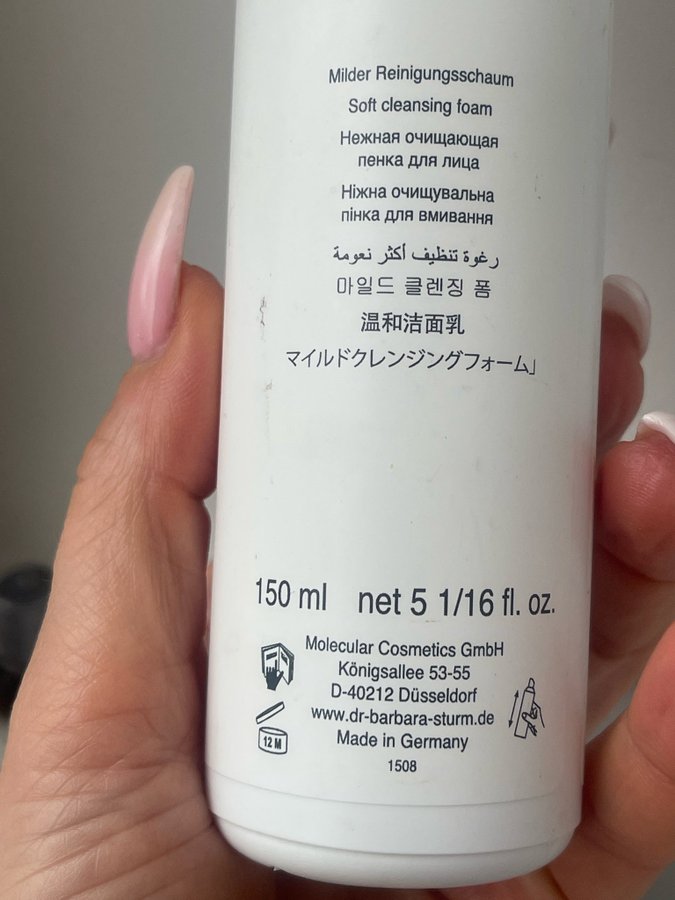 Milder Reinigungsschaum
Soft cleansing foam
Нежная очищающая
пенка для лица
Ніжна очищувальна
пінка для вмивання
رغوة تنظيف أكثر نعومة
마일드 클렌징 폼
温和洁面乳
マイルドクレンジングフォーム」
150 ml net 5 1/16 fl. oz.
Molecular Cosmetics GmbH
Königsallee 53-55
D-40212 Düsseldorf
www.dr-barbara-sturm.de
12 M
Made in Germany
1508